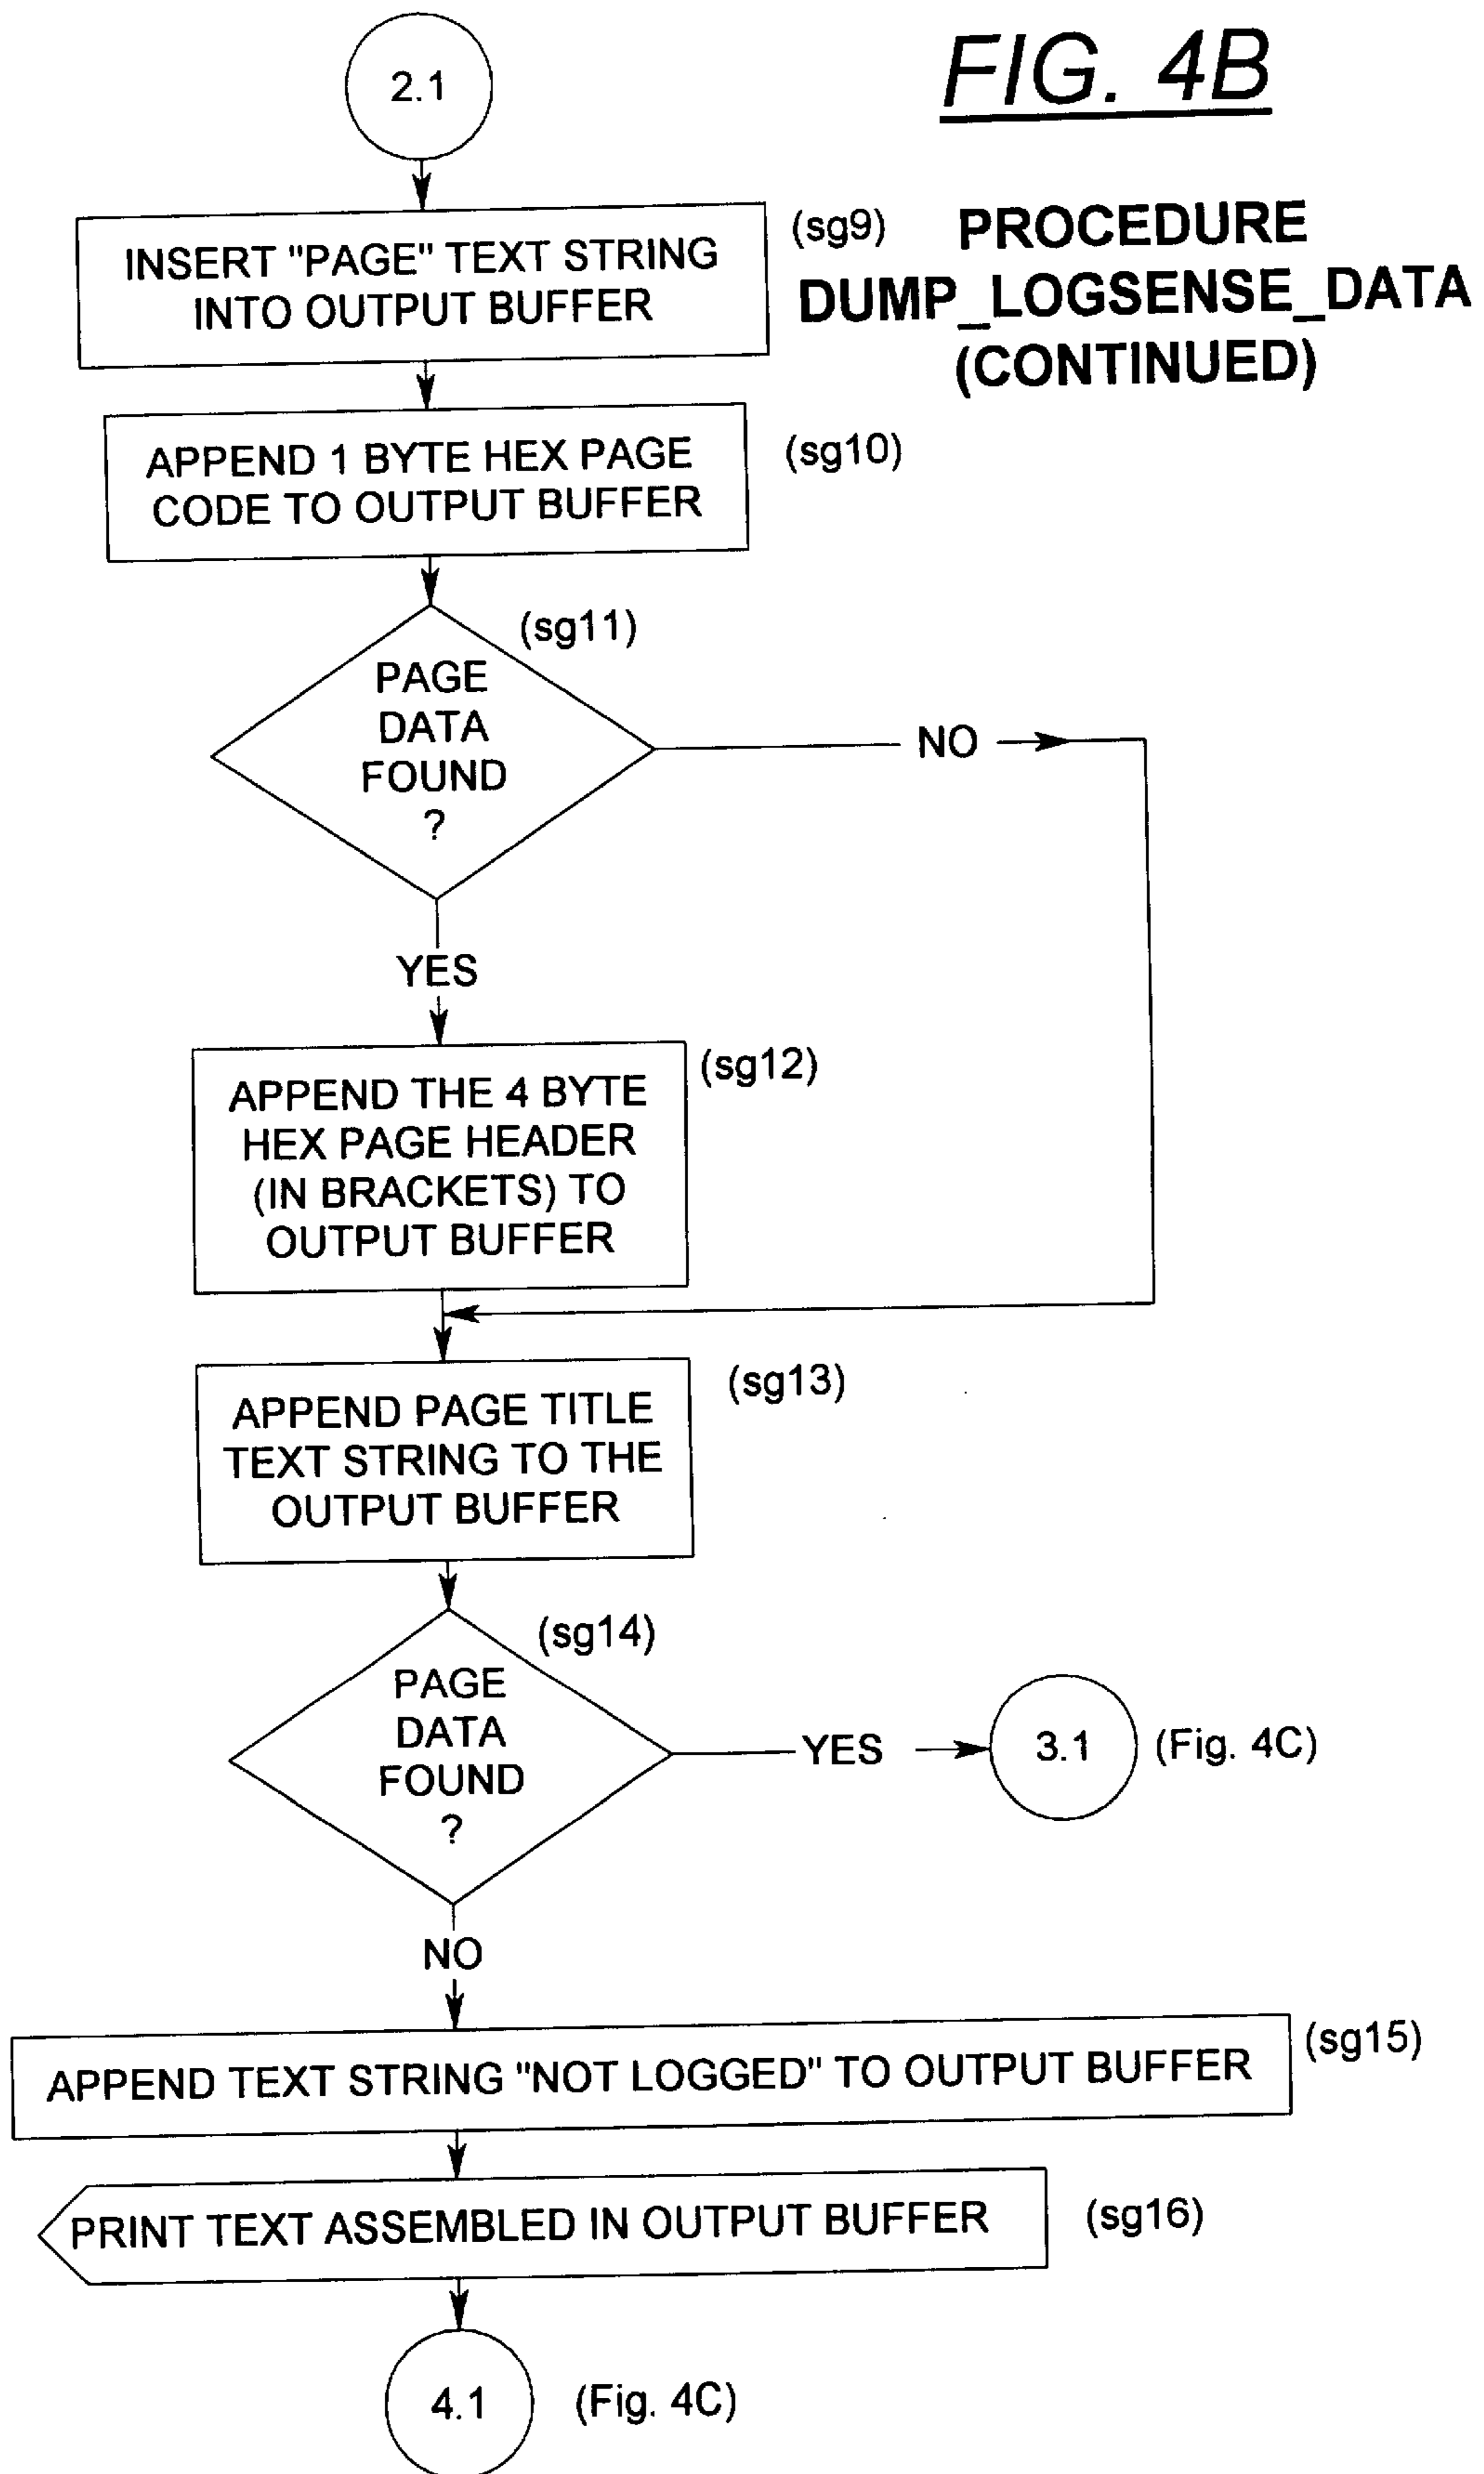 FIG. 4B
2.1
PROCEDURE
DUMP_LOGSENSE_DATA
(CONTINUED)
INSERT "PAGE" TEXT STRING
INTO OUTPUT BUFFER
(sg9)
APPEND 1 BYTE HEX PAGE
CODE TO OUTPUT BUFFER
(sg10)
(sg11)
PAGE
DATA
FOUND
?
NO
YES
APPEND THE 4 BYTE
HEX PAGE HEADER
(IN BRACKETS) TO
OUTPUT BUFFER
(sg12)
APPEND PAGE TITLE
TEXT STRING TO THE
OUTPUT BUFFER
(sg13)
(sg14)
PAGE
DATA
FOUND
?
YES
3.1
(Fig. 4C)
NO
APPEND TEXT STRING "NOT LOGGED" TO OUTPUT BUFFER
(sg15)
PRINT TEXT ASSEMBLED IN OUTPUT BUFFER
(sg16)
4.1
(Fig. 4C)